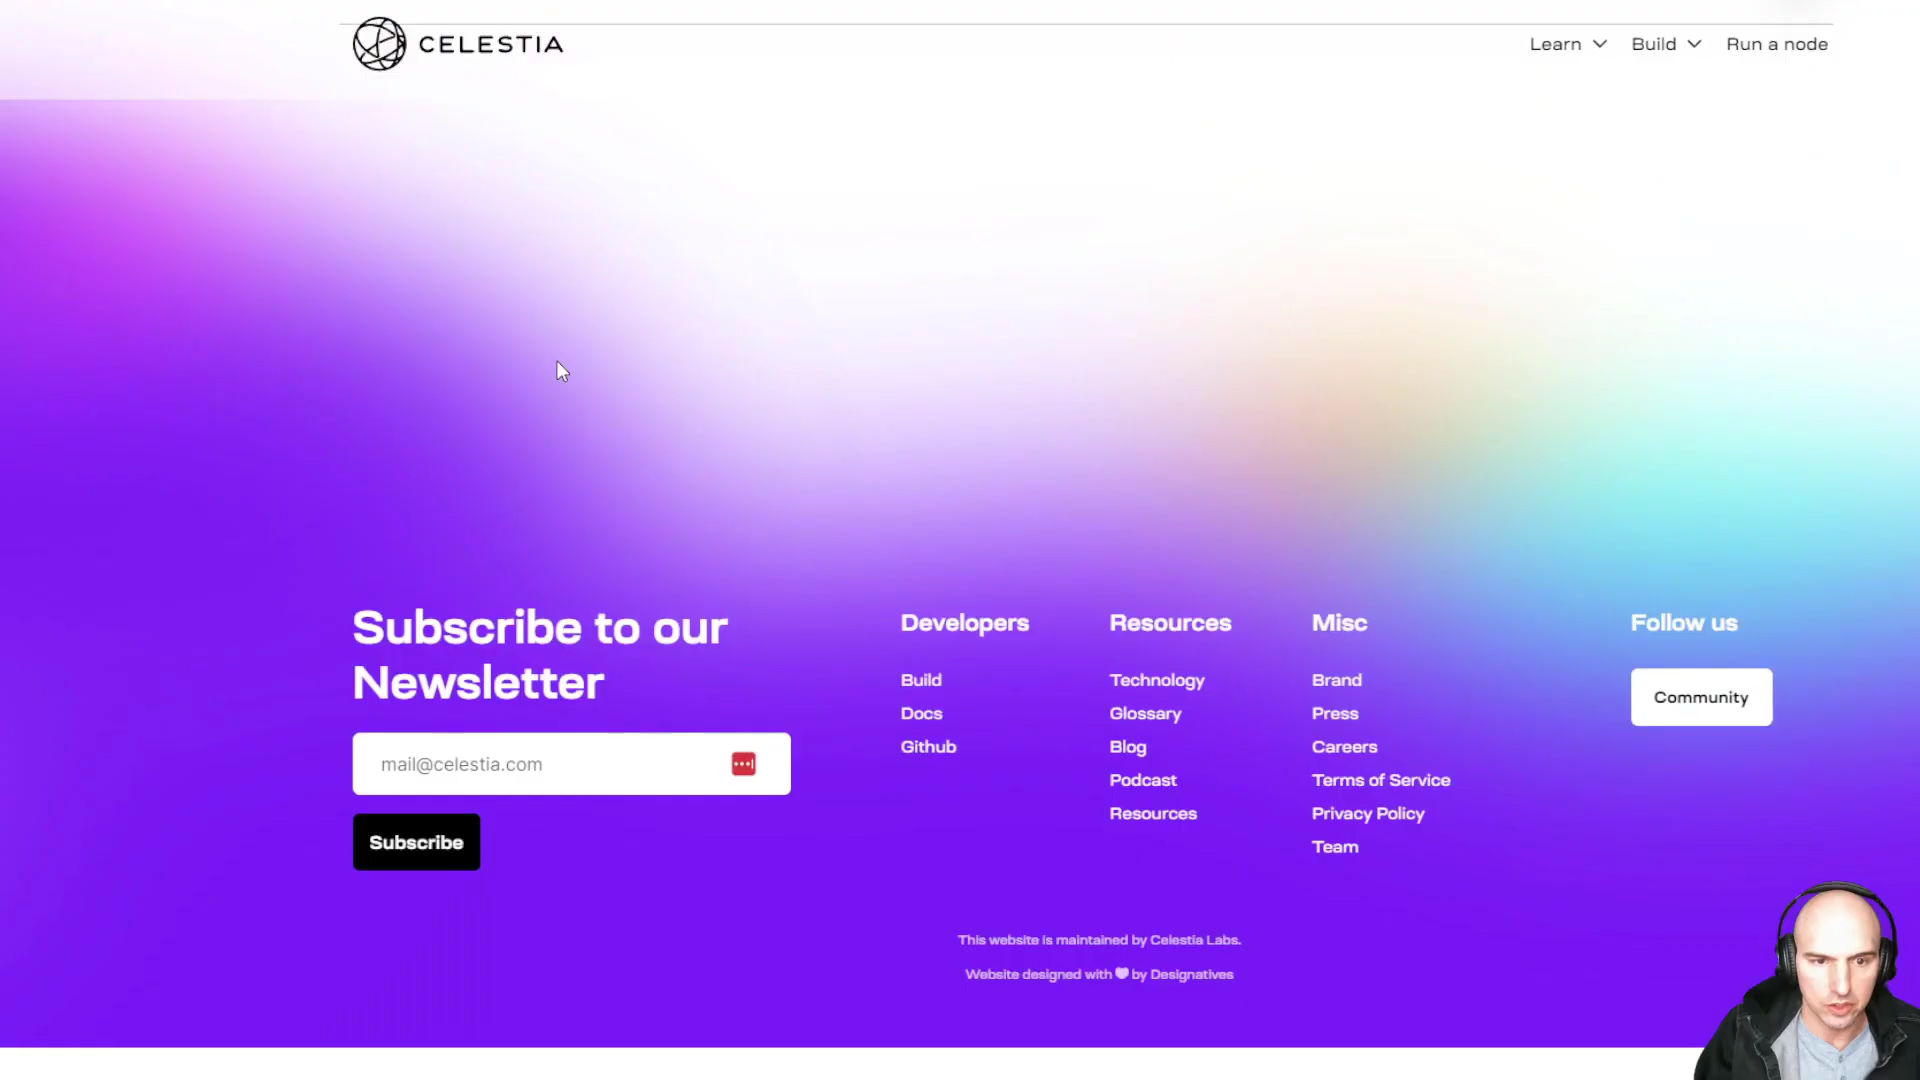 CELESTIA
Learn
Build
Run a node
Subscribe to our
Newsletter
mail@celestia.com
Subscribe
Developers
Build
Docs
Github
Resources
Technology
Glossary
Blog
Podcast
Resources
Misc
Brand
Press
Careers
Terms of Service
Privacy Policy
Team
Follow us
Community
This website is maintained by Celestia Labs.
Website designed with by Designatives